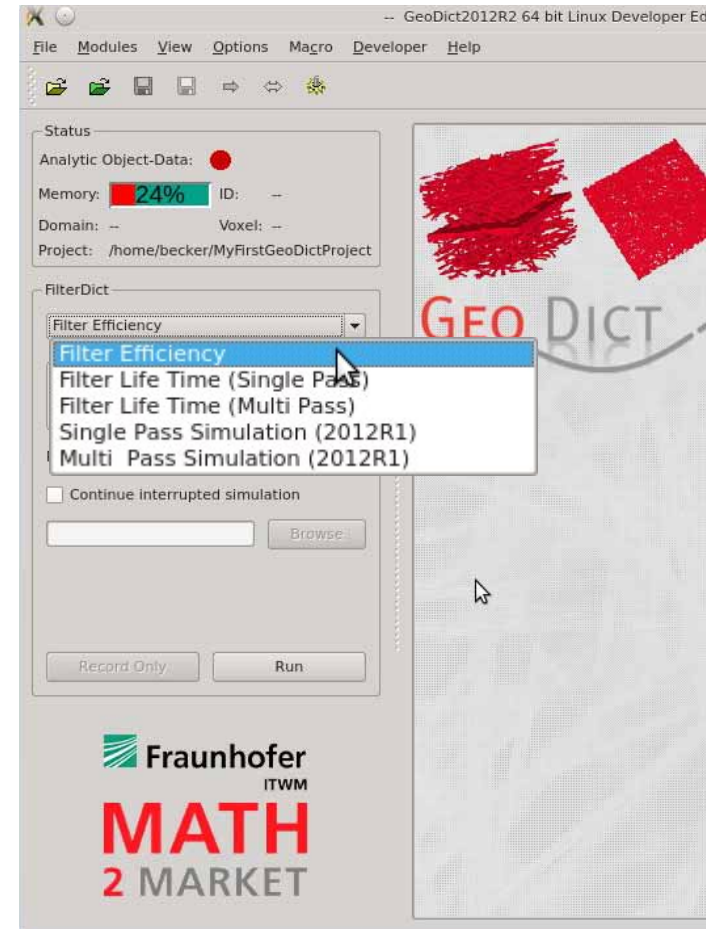 -- GeoDict2012R2 64 bit Linux Developer Ed
File Modules View Options Macro Developer Help
Status
Analytic Object-Data:
Memory: 24% ID: --
Domain: -- Voxel: --
Project: /home/becker/MyFirstGeoDictProject
FilterDict
Filter Efficiency
Filter Efficiency
Filter Life Time (Single Pass)
Filter Life Time (Multi Pass)
Single Pass Simulation (2012R1)
Multi Pass Simulation (2012R1)
Continue interrupted simulation
Browse
Record Only
Run
GEO DICT
Fraunhofer
ITWM
MATH
2 MARKET